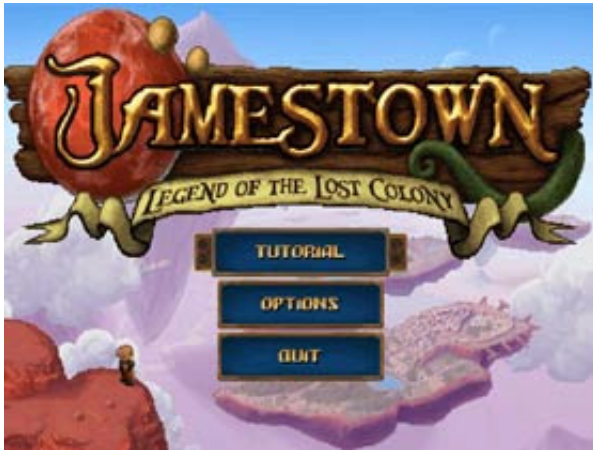 JAMESTOWN
LEGEND OF THE LOST COLONY
TUTORIAL
OPTIONS
QUIT